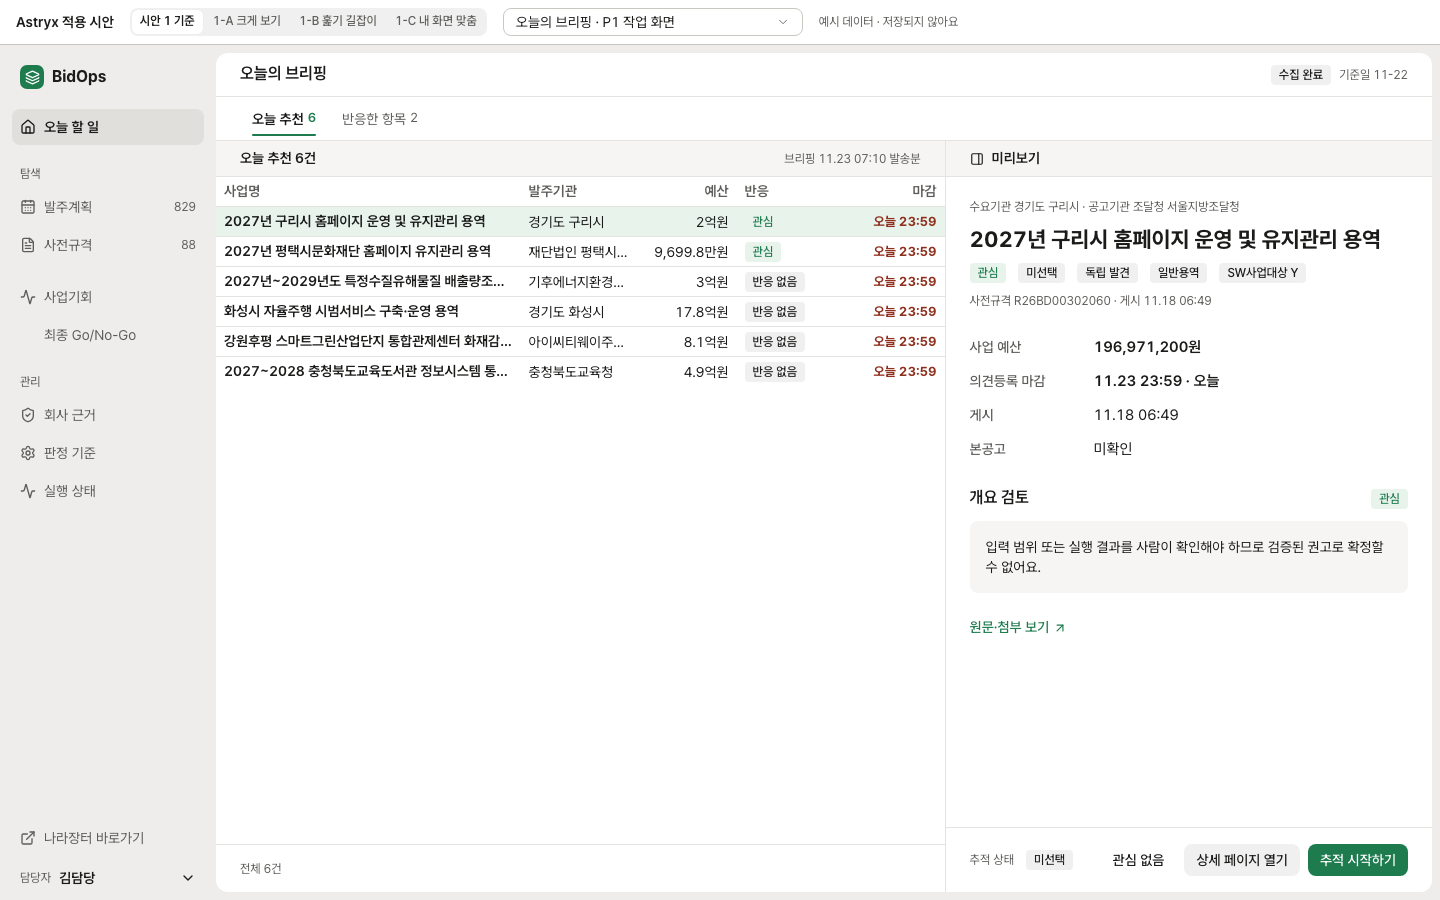 Astryx 적용 시안
시안 1 기준 1-A 크게 보기 1-B 훑기 길잡이 1-C 내 화면 맞춤
오늘의 브리핑 · P1 작업 화면
예시 데이터 · 저장되지 않아요
BidOps
오늘 할 일
탐색
발주계획 829
사전규격 88
사업기회
최종 Go/No-Go
관리
회사 근거
판정 기준
실행 상태
나라장터 바로가기
담당자 김담당
오늘의 브리핑
수집 완료 기준일 11-22
오늘 추천 6 반응한 항목 2
오늘 추천 6건 브리핑 11.23 07:10 발송분
사업명 발주기관 예산 반응 마감
2027년 구리시 홈페이지 운영 및 유지관리 용역 경기도 구리시 2억원 관심 오늘 23:59
2027년 평택시문화재단 홈페이지 유지관리 용역 재단법인 평택시... 9,699.8만원 관심 오늘 23:59
2027년~2029년도 특정수질유해물질 배출량조... 기후에너지환경... 3억원 반응 없음 오늘 23:59
화성시 자율주행 시범서비스 구축·운영 용역 경기도 화성시 17.8억원 반응 없음 오늘 23:59
강원후평 스마트그린산업단지 통합관제센터 화재감... 아이씨티웨이주... 8.1억원 반응 없음 오늘 23:59
2027~2028 충청북도교육도서관 정보시스템 통... 충청북도교육청 4.9억원 반응 없음 오늘 23:59
전체 6건
미리보기
수요기관 경기도 구리시 · 공고기관 조달청 서울지방조달청
2027년 구리시 홈페이지 운영 및 유지관리 용역
관심 미선택 독립 발견 일반용역 SW사업대상 Y
사전규격 R26BD00302060 · 게시 11.18 06:49
사업 예산 196,971,200원
의견등록 마감 11.23 23:59 · 오늘
게시 11.18 06:49
본공고 미확인
개요 검토 관심
입력 범위 또는 실행 결과를 사람이 확인해야 하므로 검증된 권고로 확정할
수 없어요.
원문·첨부 보기
추적 상태 미선택 관심 없음 상세 페이지 열기 추적 시작하기